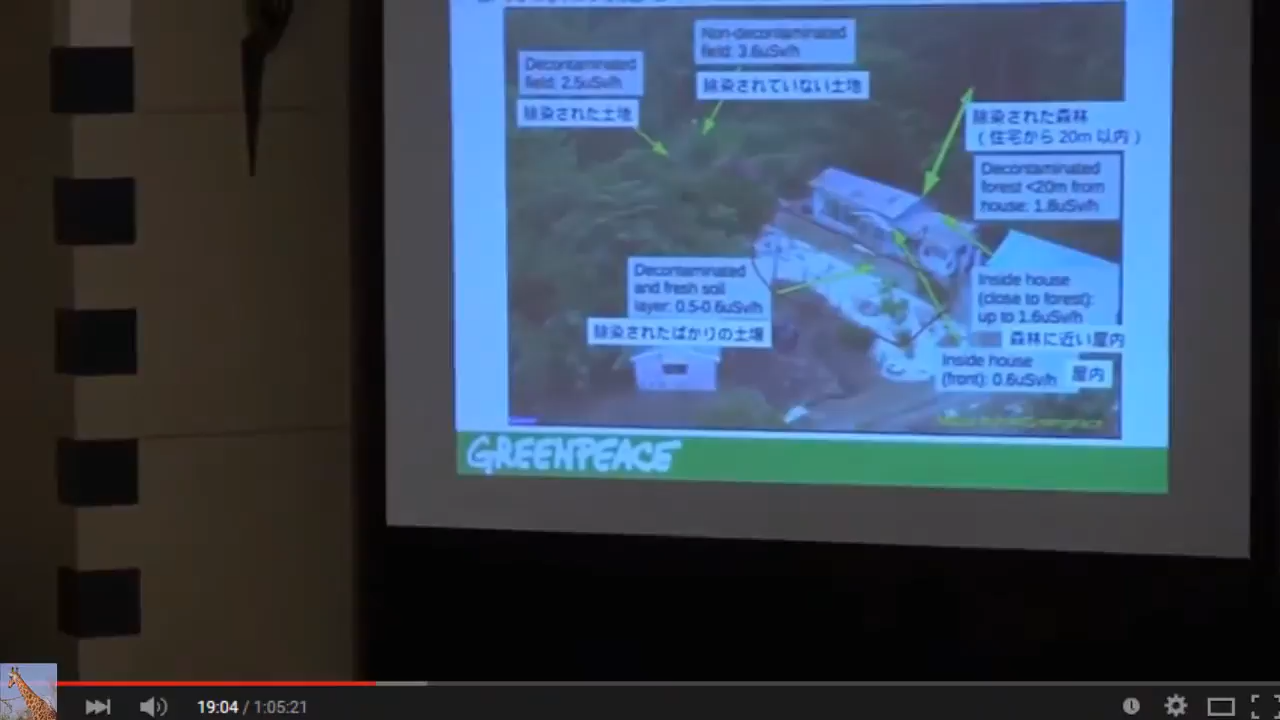 Non-decontaminated
field: 3.6uSv/h
Decontaminated
field: 2.5uSv/h
除染されていない土地
除染された土地
除染された森林
(住宅から 20m 以内)
Decontaminated
forest <20m from
house: 1.8uSv/h
Decontaminated
and fresh soil
layer: 0.5-0.6uSv/h
除染されたばかりの土壌
Inside house
(close to forest):
up to 1.6uSv/h
森林に近い屋内
Inside house
(front): 0.6uSv/h
屋内
GREENPEACE
19:04 / 1:05:21